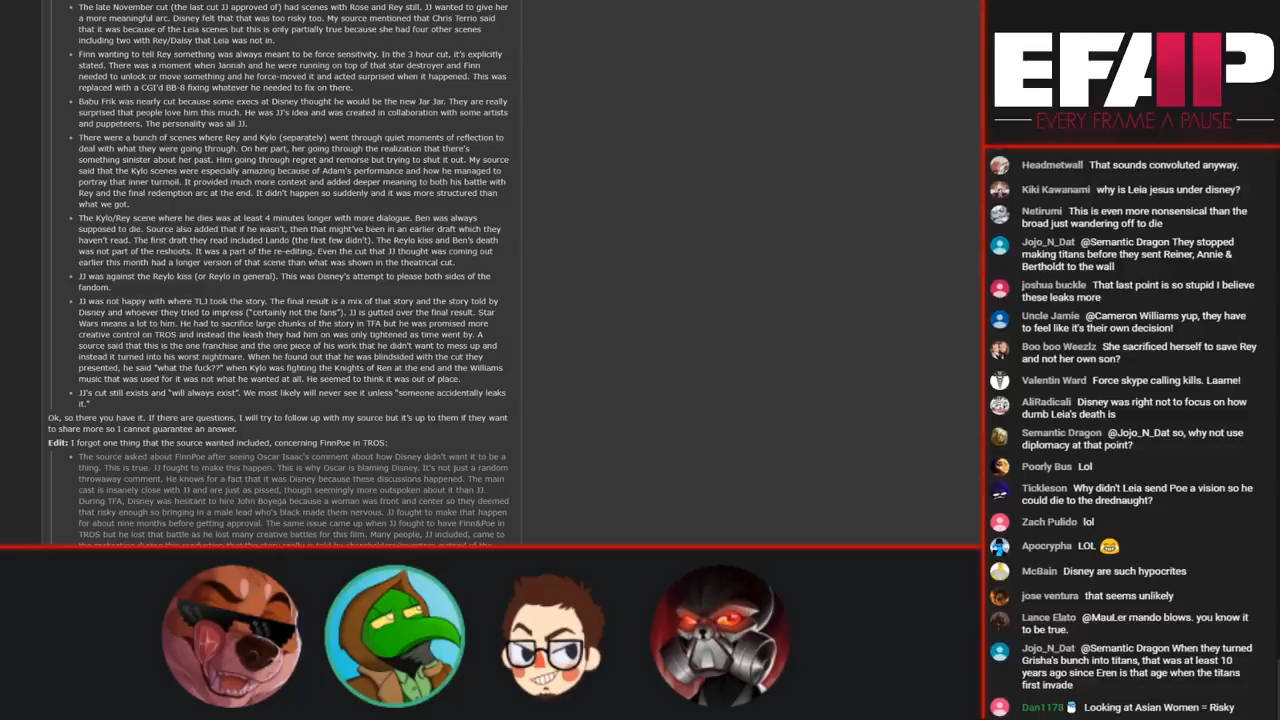 The late November cut (the last cut JJ approved of) had scenes with Rose and Rey still. JJ wanted to give her
a more meaningful arc. Disney felt that that was too risky too. My source mentioned that Chris Terrio said
that it was because of the Leia scenes but this is only partially true because she had four other scenes
including two with Rey/Daisy that Leia was not in.
Finn wanting to tell Rey something was always meant to be force sensitivity. In the 3 hour cut, it's explicitly
stated. There was a moment when Jannah and he were running on top of that star destroyer and Finn
needed to unlock or move something and he force-moved it and acted surprised when it happened. This was
replaced with a CGI'd BB-8 fixing whatever he needed to fix on there.
Babu Frik was nearly cut because some execs at Disney thought he would be the new Jar Jar. They are really
surprised that people love him this much. He was JJ's idea and was created in collaboration with some artists
and puppeteers. The personality was all JJ.
There were a bunch of scenes where Rey and Kylo (separately) went through quiet moments of reflection to
deal with what they were going through. On her part, her going through the realization that there's
something sinister about her past. Him going through regret and remorse but trying to shut it out. My source
said that the Kylo scenes were especially amazing because of Adam's performance and how he managed to
portray that inner turmoil. It provided much more context and added deeper meaning to both his battle with
Rey and the final redemption arc at the end. It didn't happen so suddenly and it was more structured than
what we got.
The Kylo/Rey scene where he dies was at least 4 minutes longer with more dialogue. Ben was always
supposed to die. Source also added that if he wasn't, then that might've been in an earlier draft which they
haven't read. The first draft they read included Lando (the first few didn't). The Reylo kiss and Ben's death
was not part of the reshoots. It was a part of the re-editing. Even the cut that JJ thought was coming out
earlier this month had a longer version of that scene than what was shown in the theatrical cut.
JJ was against the Reylo kiss (or Reylo in general). This was Disney's attempt to please both sides of the
fandom.
JJ was not happy with where TLJ took the story. The final result is a mix of that story and the story told by
Disney and whoever they tried to impress ("certainly not the fans"). JJ is gutted over the final result. Star
Wars means a lot to him. He had to sacrifice large chunks of the story in TFA but he was promised more
creative control on TROS and instead the leash they had him on was only tightened as time went by. A
source said that this is the one franchise and the one piece of his work that he didn't want to mess up and
instead it turned into his worst nightmare. When he found out that he was blindsided with the cut they
presented, he said "what the fuck??" when Kylo was fighting the Knights of Ren at the end and the Williams
music that was used for it was not what he wanted at all. He seemed to think it was out of place.
JJ's cut still exists and "will always exist". We most likely will never see it unless "someone accidentally leaks
it."
Ok, so there you have it. If there are questions, I will try to follow up with my source but it's up to them if they want
to share more so I cannot guarantee an answer.
Edit: I forgot one thing that the source wanted included, concerning FinnPoe in TROS:
The source asked about FinnPoe after seeing Oscar Isaac's comment about how Disney didn't want it to be a
thing. This is true. JJ fought to make this happen. This is why Oscar is blaming Disney. It's not just a random
throwaway comment. He knows for a fact that it was Disney because these discussions happened. The main
cast is insanely close with JJ and are just as pissed, though seemingly more outspoken about it than JJ.
During TFA, Disney was hesitant to hire John Boyega because a woman was front and center so they deemed
that risky enough so bringing in a male lead who's black made them nervous. JJ fought to make that happen
for about nine months before getting approval. The same issue came up when JJ fought to have Finn&Poe in
TROS but he lost that battle as he lost many creative battles for this film. Many people, JJ included, came to
EFAP
EVERY FRAME A PAUSE
Headmetwall That sounds convoluted anyway.
Kiki Kawanami why is Leia jesus under disney?
Netirumi This is even more nonsensical than the
broad just wandering off to die
Jojo_N_Dat @Semantic Dragon They stopped
making titans before they sent Reiner, Annie &
Bertholdt to the wall
joshua buckle That last point is so stupid I believe
these leaks more
Uncle Jamie @Cameron Williams yup, they have
to feel like it's their own decision!
Boo boo Weezlz She sacrificed herself to save Rey
and not her own son?
Valentin Ward Force skype calling kills. Laame!
AliRadicali Disney was right not to focus on how
dumb Leia's death is
Semantic Dragon @Jojo_N_Dat so, why not use
diplomacy at that point?
Poorly Bus Lol
Tickleson Why didn't Leia send Poe a vision so he
could die to the drednaught?
Zach Pulido lol
Apocrypha LOL 😂
McBain Disney are such hypocrites
jose ventura that seems unlikely
Lance Elato @MauLer mando blows. you know it
to be true.
Jojo_N_Dat @Semantic Dragon When they turned
Grisha's bunch into titans, that was at least 10
years ago since Eren is that age when the titans
first invade
Dan1178 Looking at Asian Women = Risky